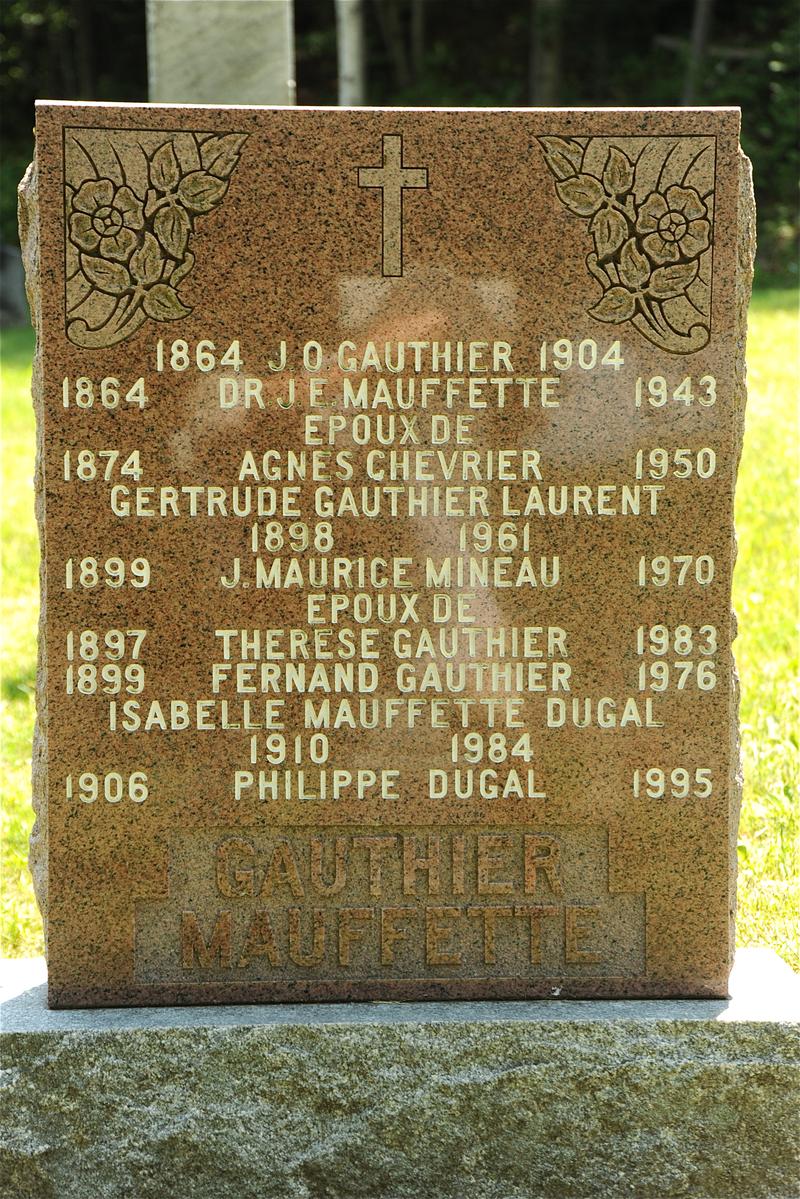 1864 J.O. GAUTHIER 1904
1864 DR J.E. MAUFFETTE 1943
EPOUX DE
1874 AGNES CHEVRIER 1950
GERTRUDE GAUTHIER LAURENT
1898 1961
1899 J. MAURICE MINEAU 1970
EPOUX DE
1897 THERESE GAUTHIER 1983
1899 FERNAND GAUTHIER 1976
ISABELLE MAUFFETTE DUGAL
1910 1984
1906 PHILIPPE DUGAL 1995
GAUTHIER
MAUFFETTE